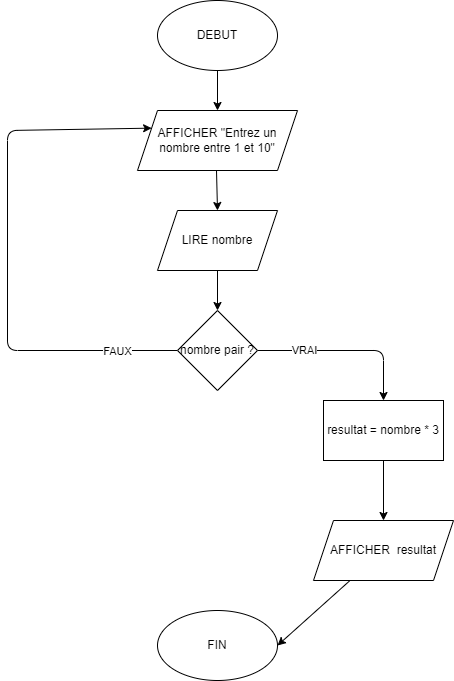 DEBUT
AFFICHER "Entrez un
nombre entre 1 et 10"
LIRE nombre
nombre pair ?
FAUX
VRAI
resultat = nombre * 3
AFFICHER resultat
FIN